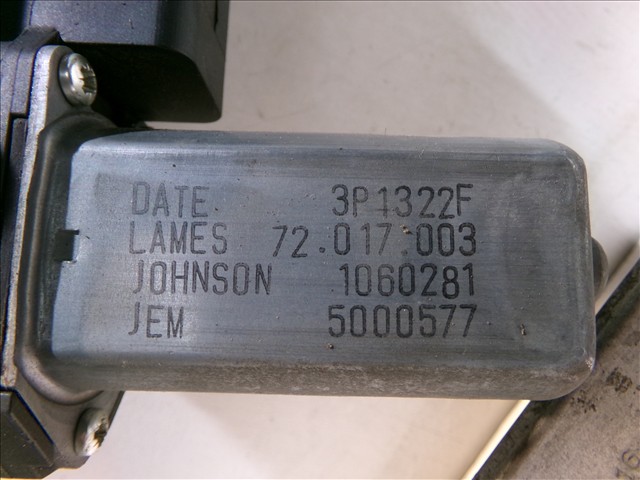 DATE 3P1322F
LAMES 72.017.003
JOHNSON 1060281
JEM 5000577